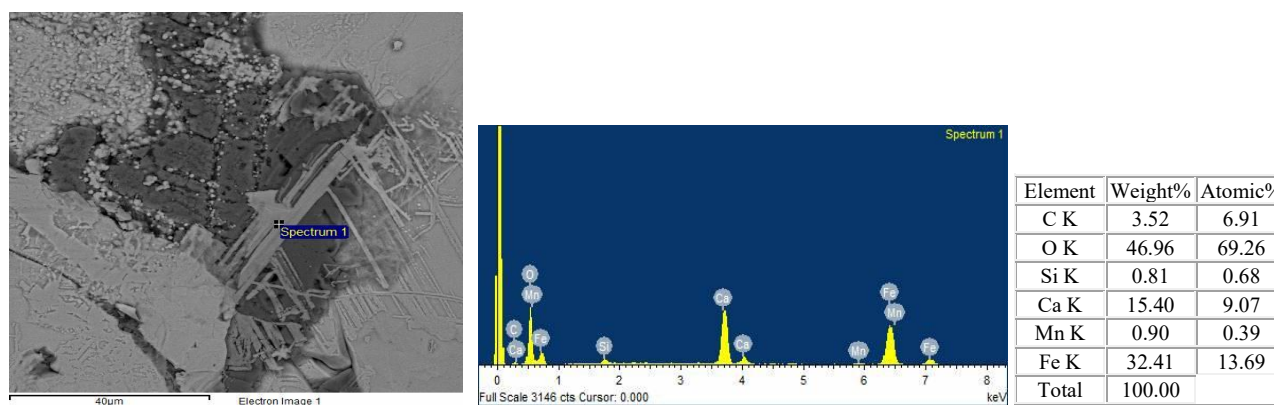 Spectrum 1
40µm
Electron Image 1
Spectrum 1
O
Mn
C
Ca
Fe
Si
Ca
Ca
Mn
Fe
Mn
Fe
0 1 2 3 4 5 6 7 8
Full Scale 3146 cts Cursor: 0.000
keV
Element Weight% Atomic%
C K 3.52 6.91
O K 46.96 69.26
Si K 0.81 0.68
Ca K 15.40 9.07
Mn K 0.90 0.39
Fe K 32.41 13.69
Total 100.00